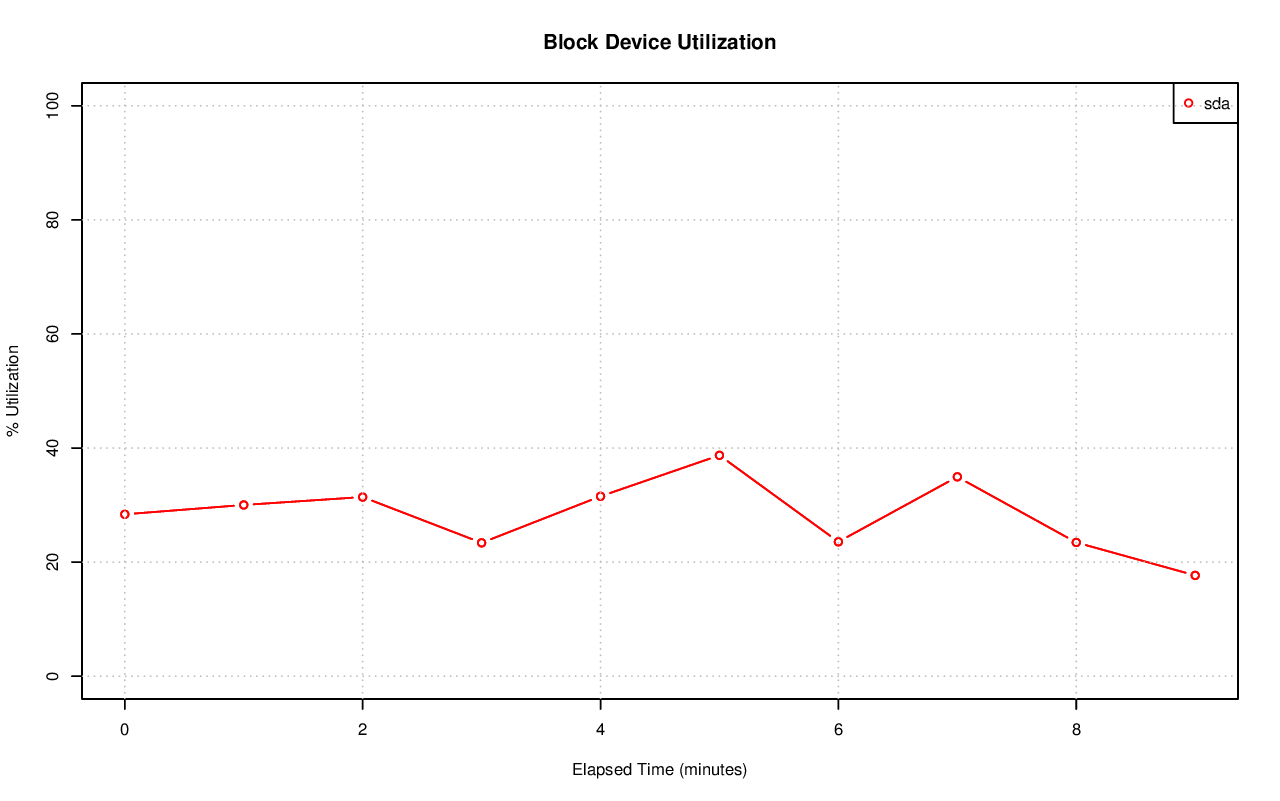 Block Device Utilization
sda
% Utilization
100
80
60
40
20
0
0 2 4 6 8
Elapsed Time (minutes)